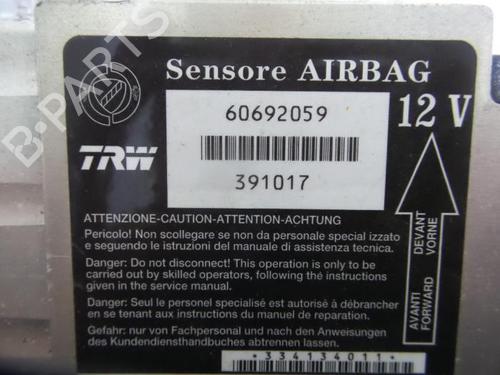 Sensore AIRBAG
60692059
12 V
TRW
391017
ATTENZIONE-CAUTION-ATTENTION-ACHTUNG
Pericolo! Non scollegare se non da personale special izzato
e seguendo le istruzioni del manuale di assistenza tecnica.
Danger: Do not disconnect! This operation is only to be
carried out by skilled operators, following the instructions
given in the service manual.
Danger: Seul le personel spécialisé est autorisé à débrancher
en se tenant aux instructions du manuel de reparation.
Gefahr: nur von Fachpersonal und nach den Anweisungen
des Kundendiensthandbuches abtrennen lassen.
*334134011*
DEVANT
VORNE
AVANTI
FORWARD
B-PARTS